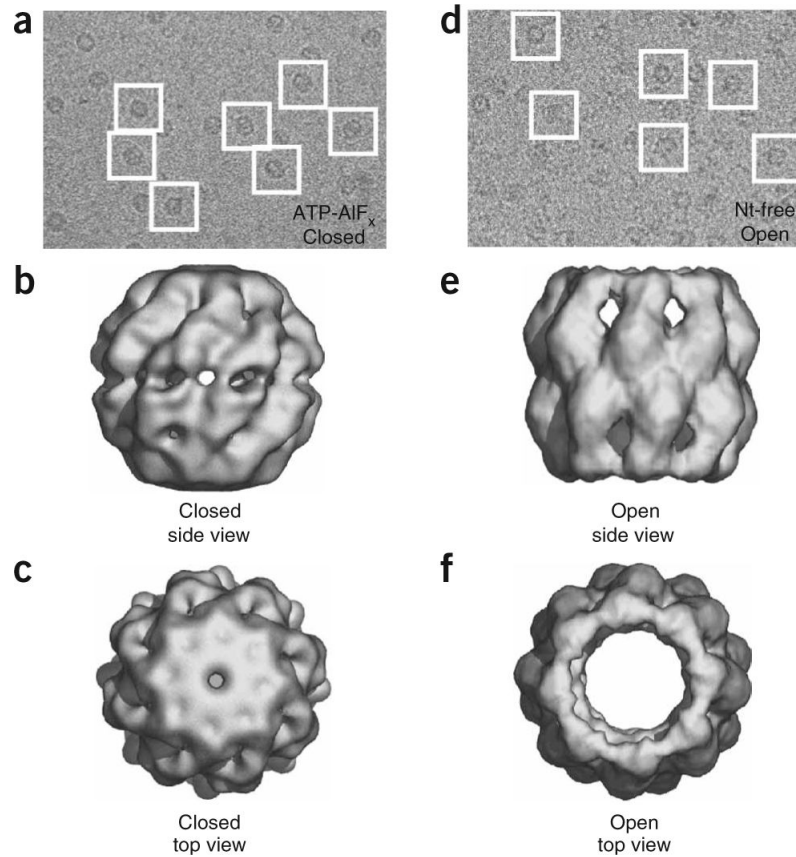 a
ATP-AlFx
Closed
b
Closed
side view
c
Closed
top view
d
Nt-free
Open
e
Open
side view
f
Open
top view